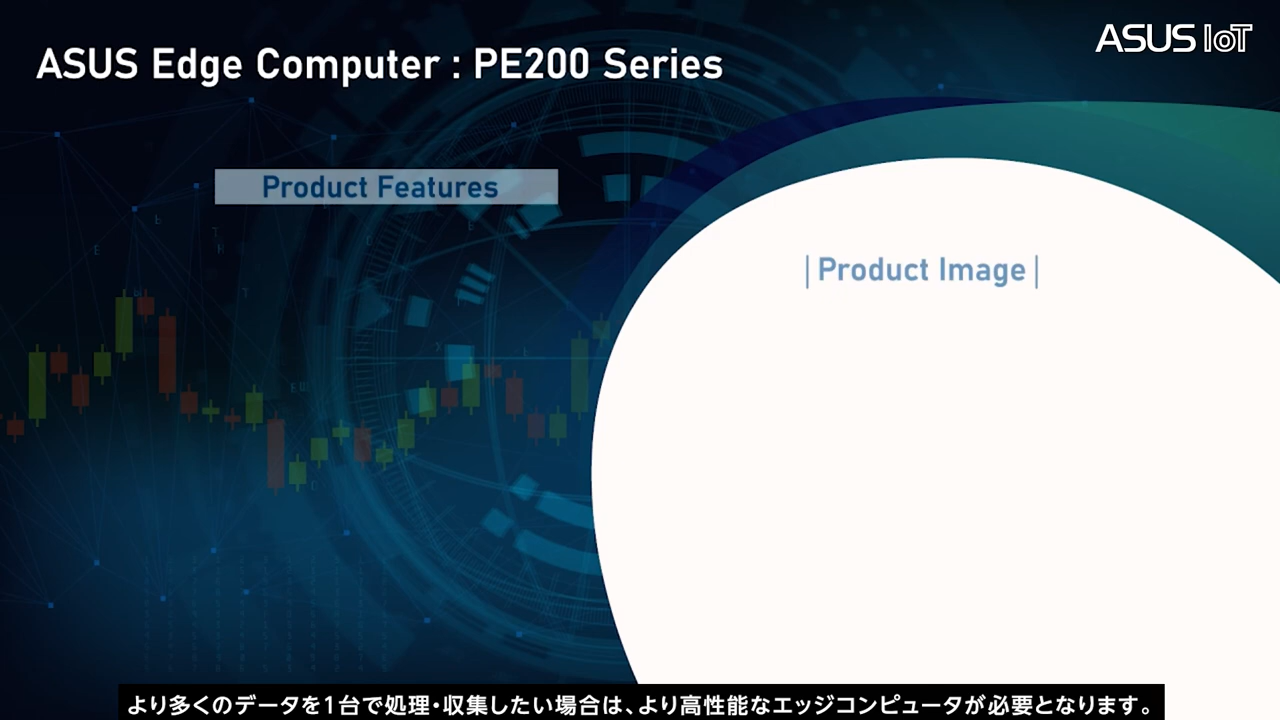 ASUS Edge Computer : PE200 Series
ASUS IoT
Product Features
|Product Image|
より多くのデータを1台で処理・収集したい場合は、より高性能なエッジコンピュータが必要となります。